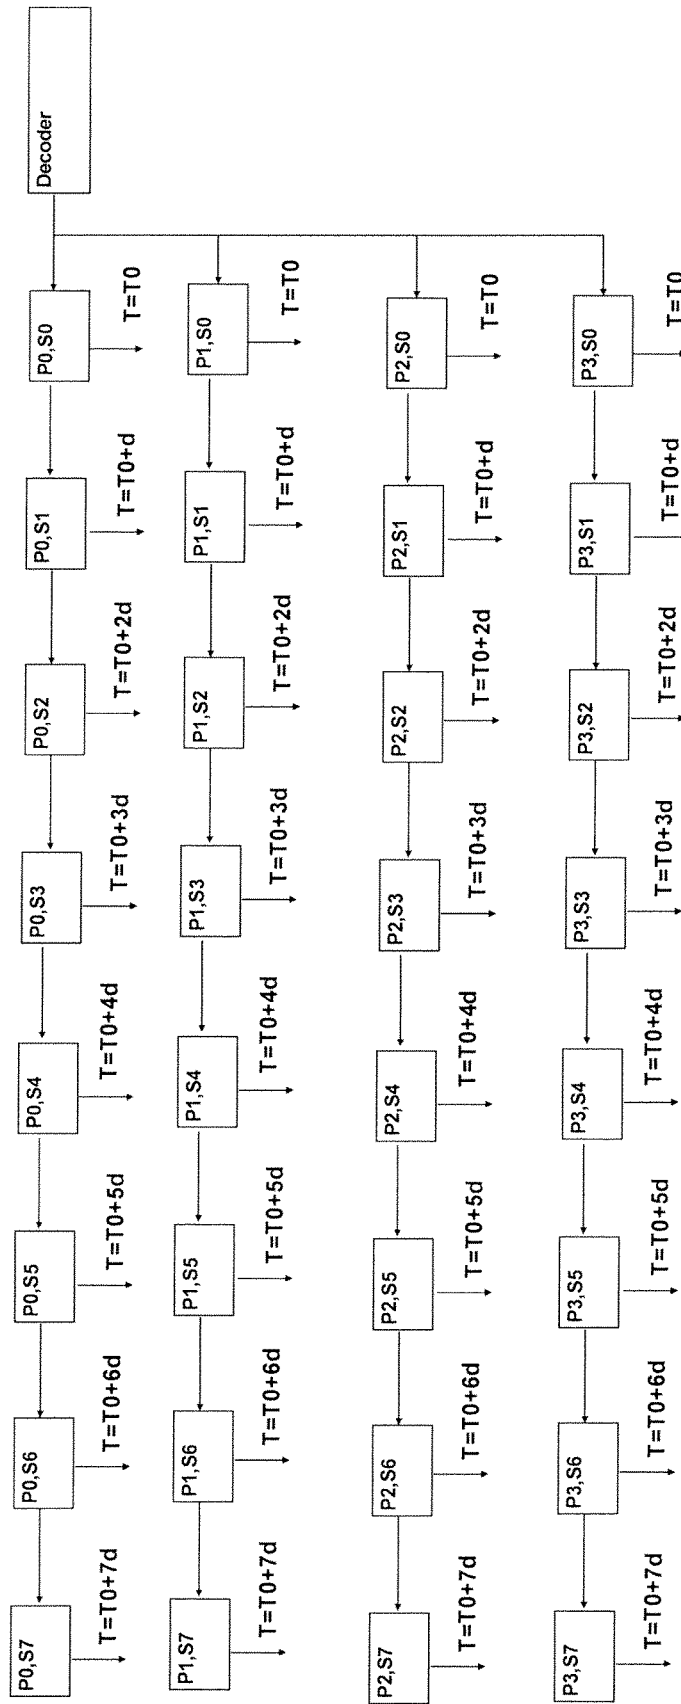 P0,S7
P0,S6
P0,S5
P0,S4
P0,S3
P0,S2
P0,S1
P0,S0
Decoder
T=T0+7d
T=T0+6d
T=T0+5d
T=T0+4d
T=T0+3d
T=T0+2d
T=T0+d
T=T0
P1,S7
P1,S6
P1,S5
P1,S4
P1,S3
P1,S2
P1,S1
P1,S0
T=T0+7d
T=T0+6d
T=T0+5d
T=T0+4d
T=T0+3d
T=T0+2d
T=T0+d
T=T0
P2,S7
P2,S6
P2,S5
P2,S4
P2,S3
P2,S2
P2,S1
P2,S0
T=T0+7d
T=T0+6d
T=T0+5d
T=T0+4d
T=T0+3d
T=T0+2d
T=T0+d
T=T0
P3,S7
P3,S6
P3,S5
P3,S4
P3,S3
P3,S2
P3,S1
P3,S0
T=T0+7d
T=T0+6d
T=T0+5d
T=T0+4d
T=T0+3d
T=T0+2d
T=T0+d
T=T0